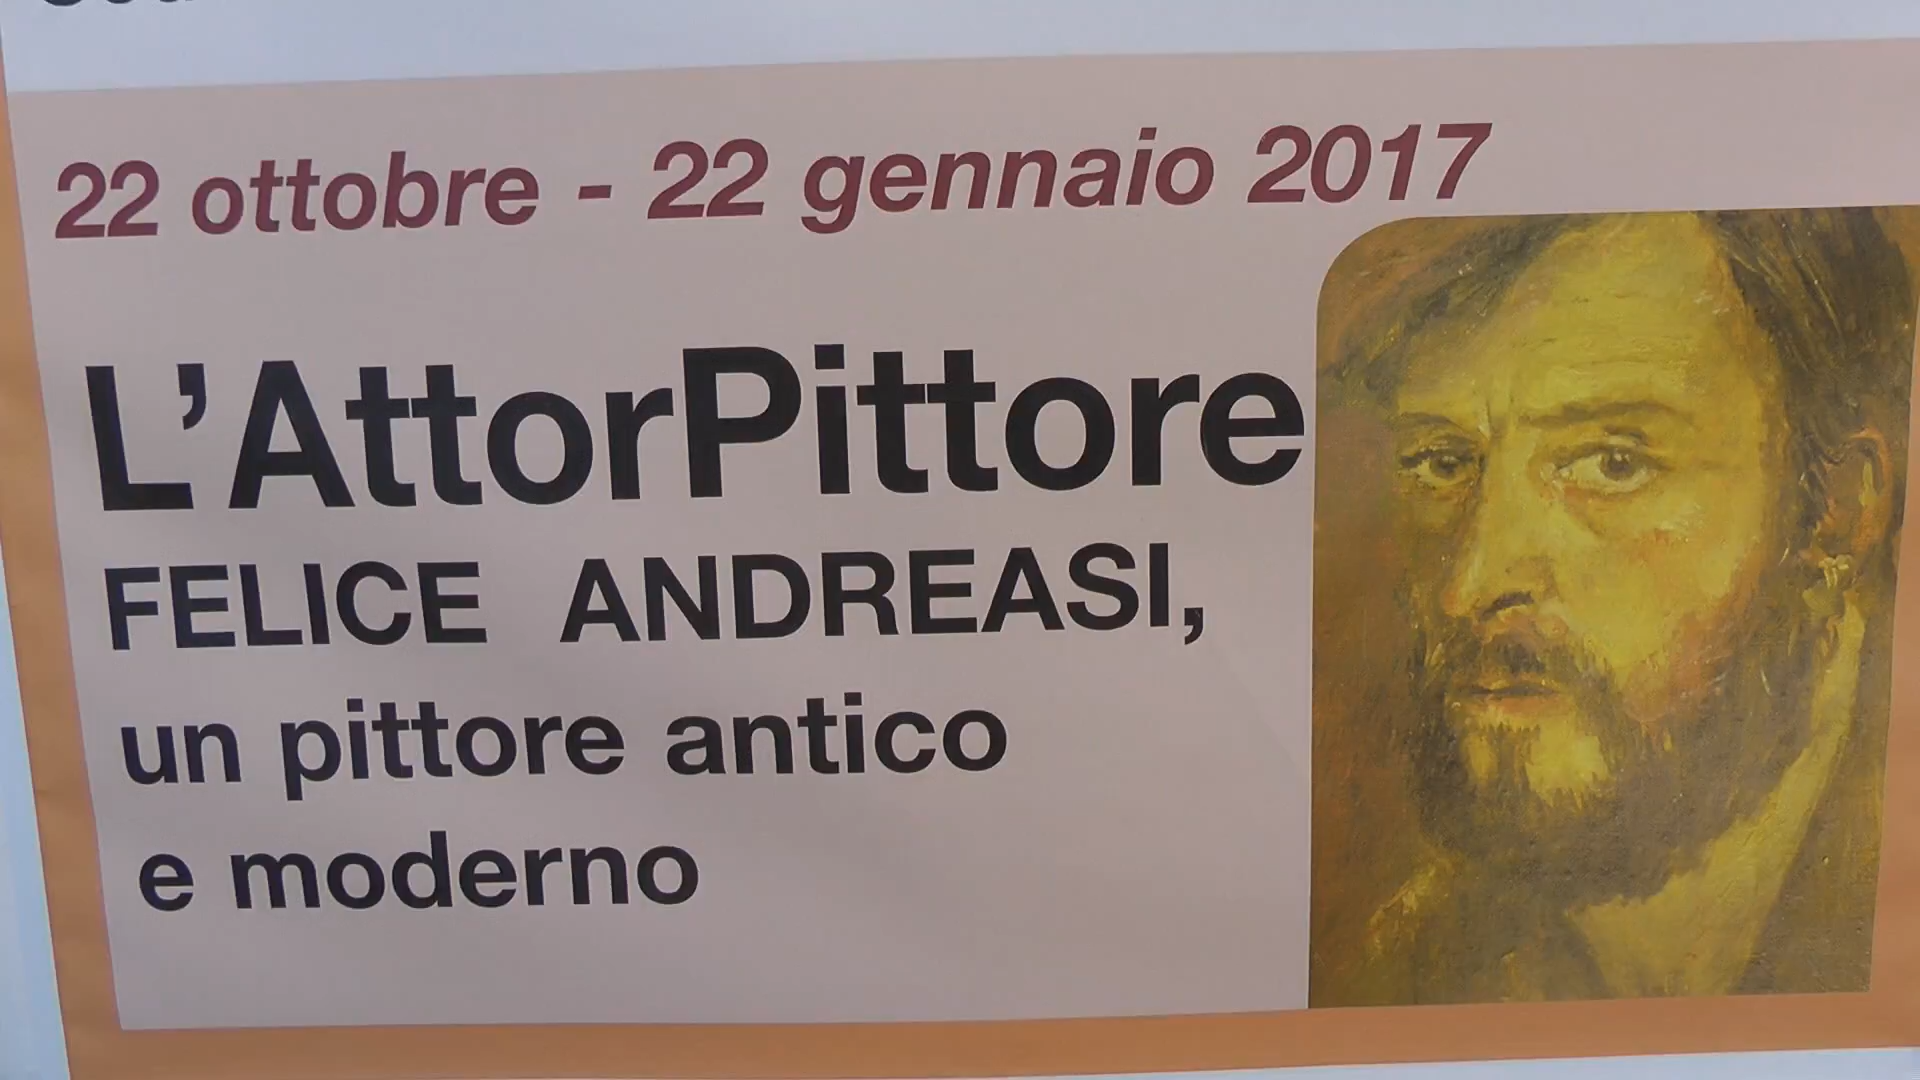 22 ottobre - 22 gennaio 2017
L'AttorPittore
FELICE ANDREASI,
un pittore antico
e moderno